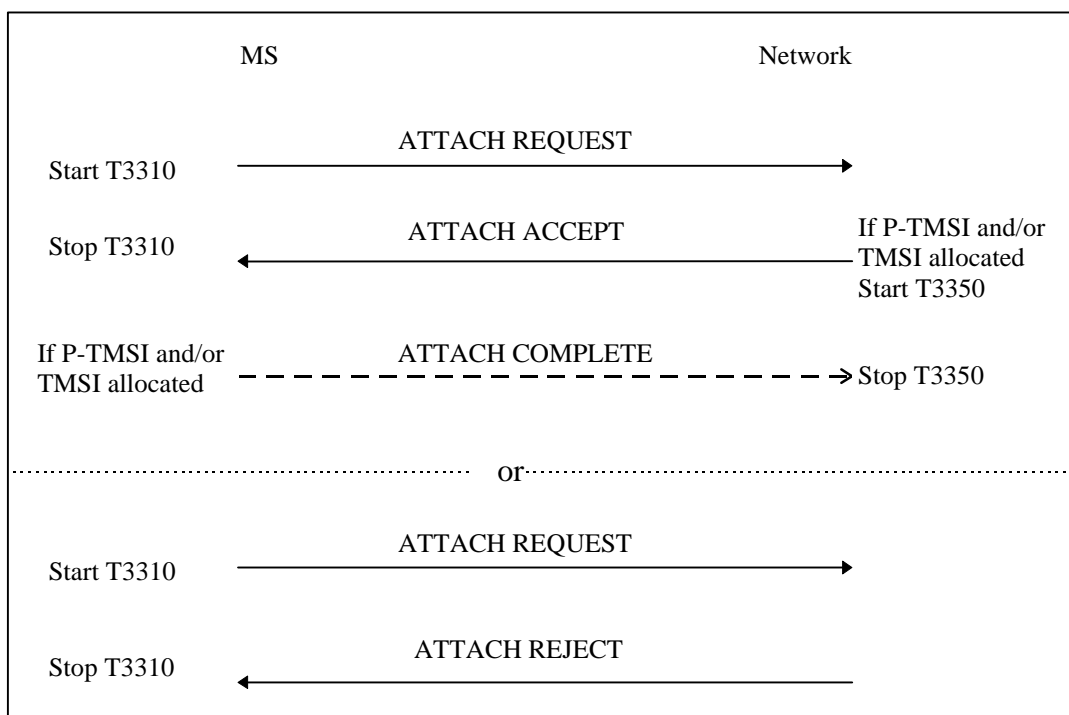 MS Network
ATTACH REQUEST
Start T3310
ATTACH ACCEPT
Stop T3310
If P-TMSI and/or
TMSI allocated
Start T3350
If P-TMSI and/or
TMSI allocated
ATTACH COMPLETE
Stop T3350
or
ATTACH REQUEST
Start T3310
ATTACH REJECT
Stop T3310